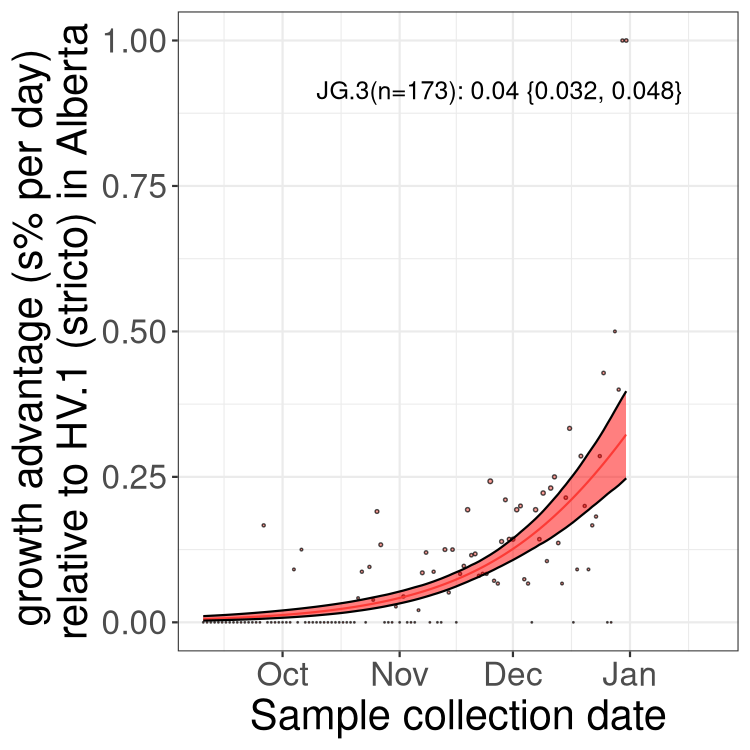 growth advantage (s% per day)
relative to HV.1 (stricto) in Alberta
1.00
0.75
0.50
0.25
0.00
JG.3(n=173): 0.04 {0.032, 0.048}
Oct Nov Dec Jan
Sample collection date